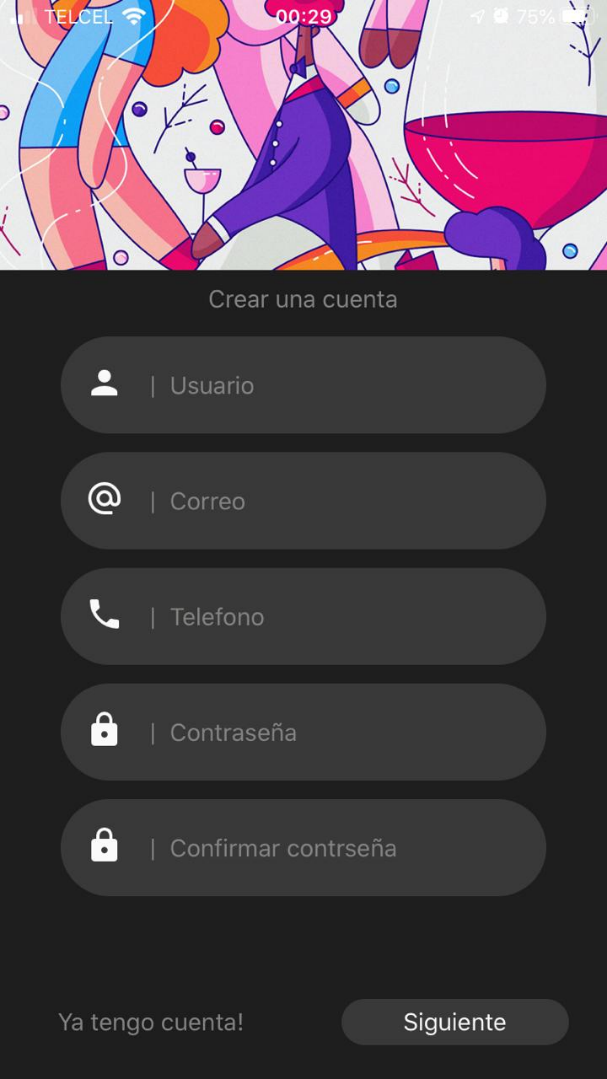 TELCEL 00:29 75%
Crear una cuenta
| Usuario
| Correo
| Telefono
| Contraseña
| Confirmar contrseña
Ya tengo cuenta! Siguiente